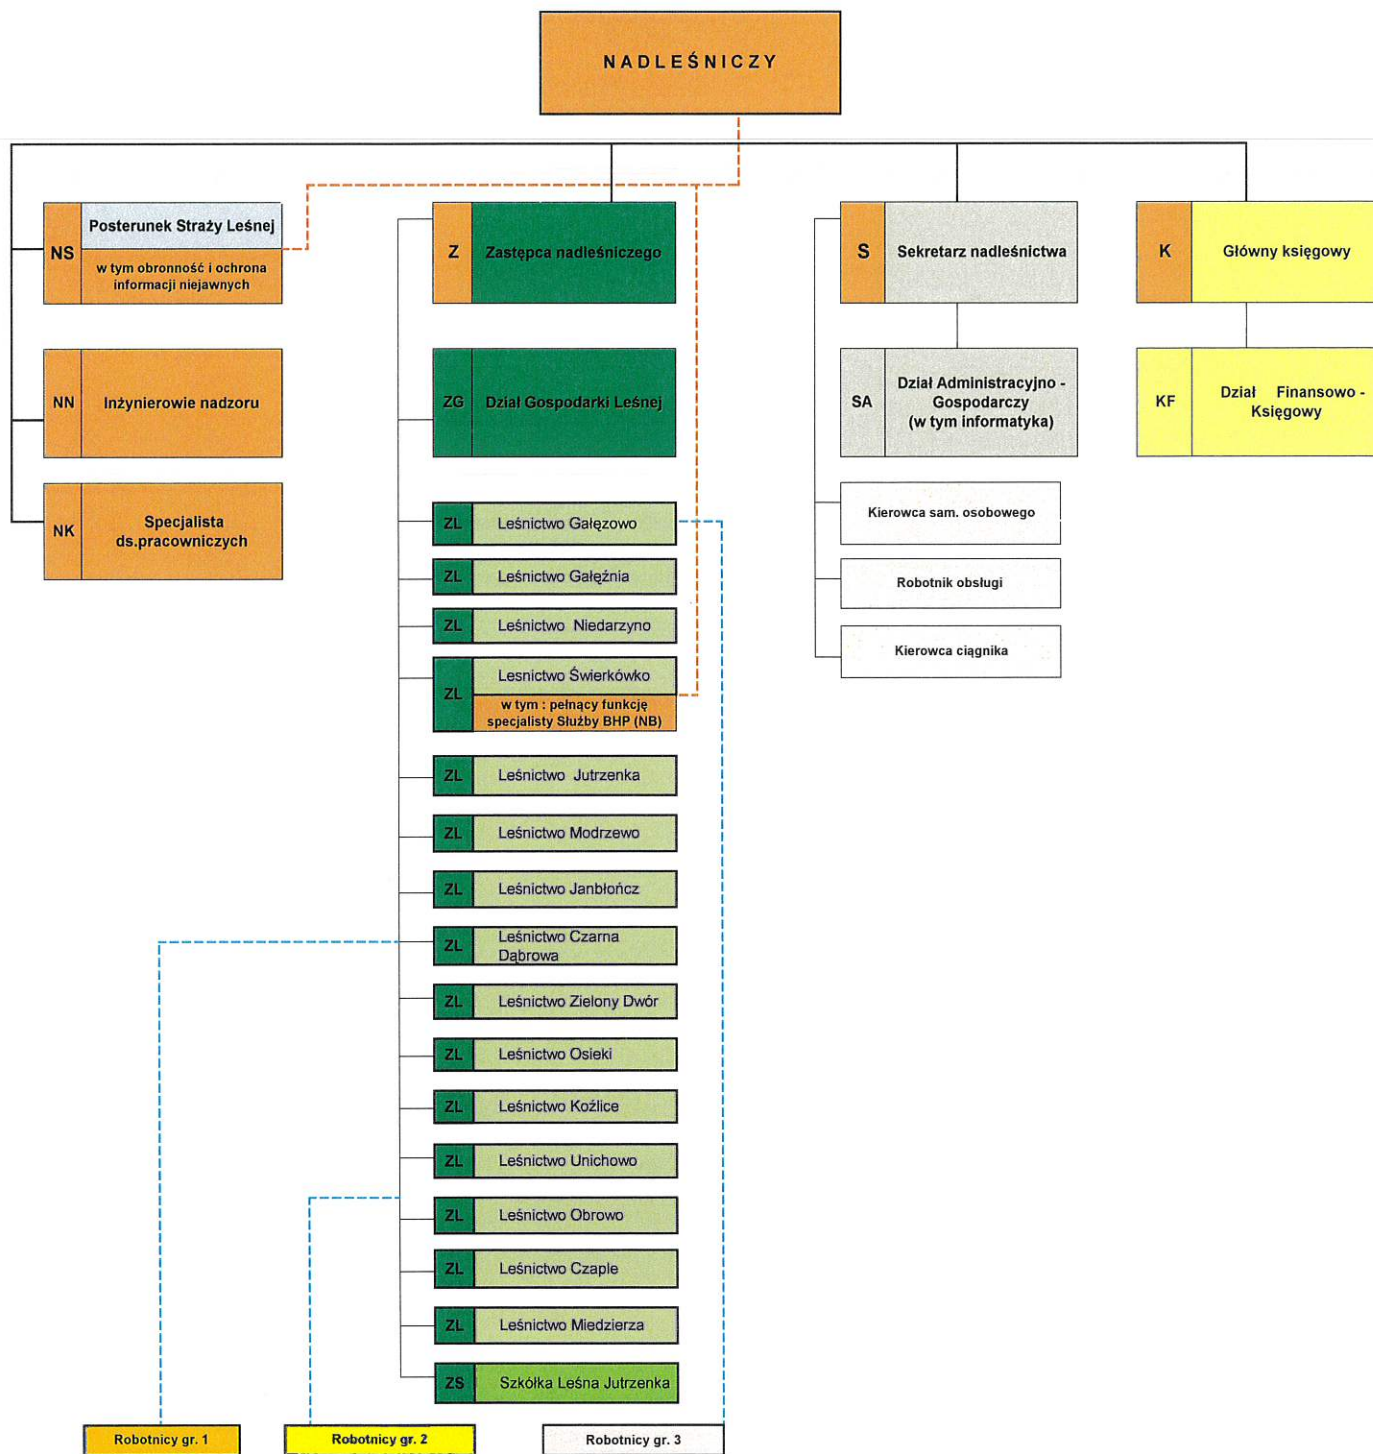 NADLEŚNICZY
NS
Posterunek Straży Leśnej
w tym obronność i ochrona
informacji niejawnych
Z
Zastępca nadleśniczego
S
Sekretarz nadleśnictwa
K
Główny księgowy
NN
Inżynierowie nadzoru
ZG
Dział Gospodarki Leśnej
SA
Dział Administracyjno -
Gospodarczy
(w tym informatyka)
KF
Dział Finansowo -
Księgowy
NK
Specjalista
ds.pracowniczych
Kierowca sam. osobowego
Robotnik obsługi
Kierowca ciągnika
ZL
Leśnictwo Gałęzowo
ZL
Leśnictwo Gałęźnia
ZL
Leśnictwo Niedarzyno
ZL
Lesnictwo Świerkówko
w tym : pełnący funkcję
specjalisty Służby BHP (NB)
ZL
Leśnictwo Jutrzenka
ZL
Leśnictwo Modrzewo
ZL
Leśnictwo Janbłończ
ZL
Leśnictwo Czarna
Dąbrowa
ZL
Leśnictwo Zielony Dwór
ZL
Leśnictwo Osieki
ZL
Leśnictwo Koźlice
ZL
Leśnictwo Unichowo
ZL
Leśnictwo Obrowo
ZL
Leśnictwo Czaple
ZL
Leśnictwo Miedzierza
ZS
Szkółka Leśna Jutrzenka
Robotnicy gr. 1
Robotnicy gr. 2
Robotnicy gr. 3